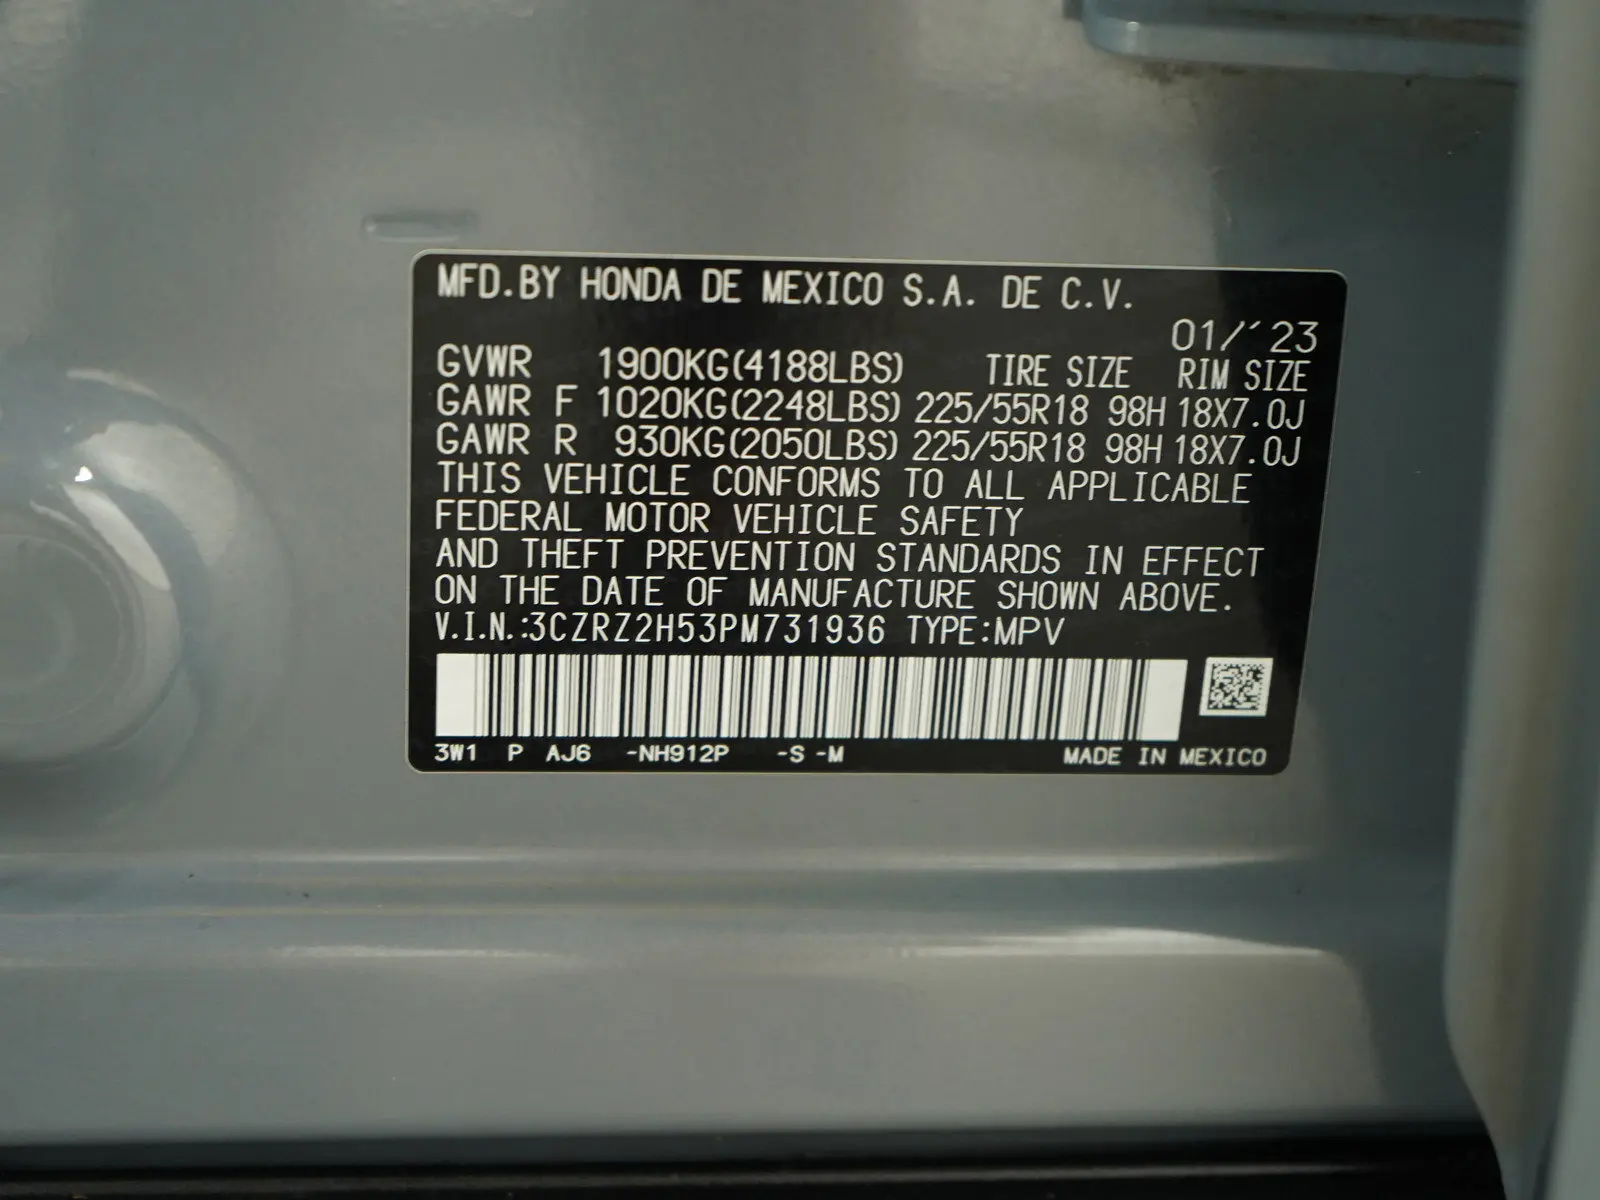 MFD.BY HONDA DE MEXICO S.A. DE C.V.
01/´23
GVWR 1900KG(4188LBS) TIRE SIZE RIM SIZE
GAWR F 1020KG(2248LBS) 225/55R18 98H 18X7.0J
GAWR R 930KG(2050LBS) 225/55R18 98H 18X7.0J
THIS VEHICLE CONFORMS TO ALL APPLICABLE
FEDERAL MOTOR VEHICLE SAFETY
AND THEFT PREVENTION STANDARDS IN EFFECT
ON THE DATE OF MANUFACTURE SHOWN ABOVE.
V.I.N.:3CZRZ2H53PM731936 TYPE:MPV
3W1 P AJ6 -NH912P -S -M MADE IN MEXICO